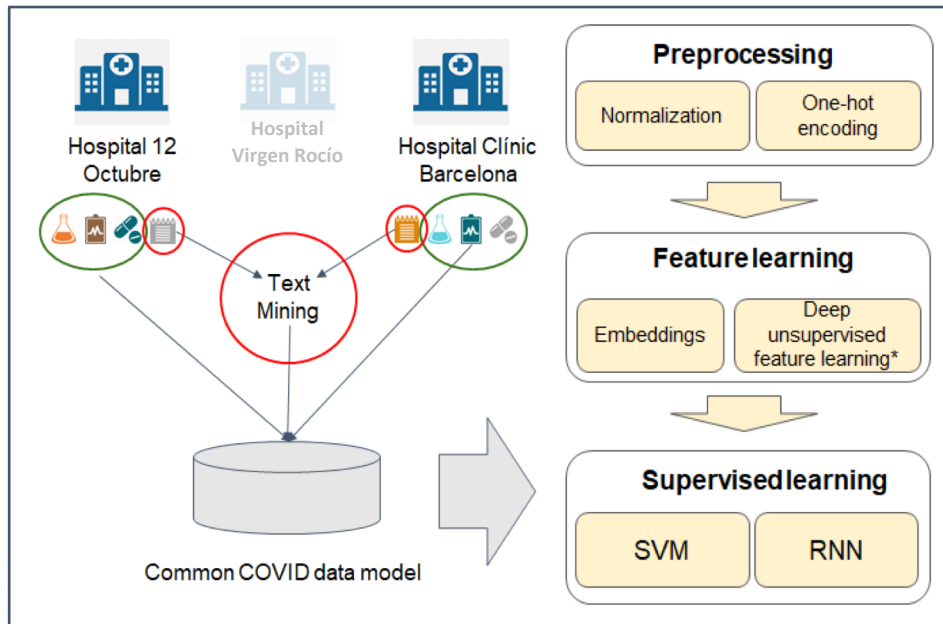 Hospital 12
Octubre
Hospital
Virgen Rocío
Hospital Clínic
Barcelona
Text
Mining
Common COVID data model
Preprocessing
Normalization
One-hot
encoding
Feature learning
Embeddings
Deep
unsupervised
feature learning*
Supervised learning
SVM
RNN